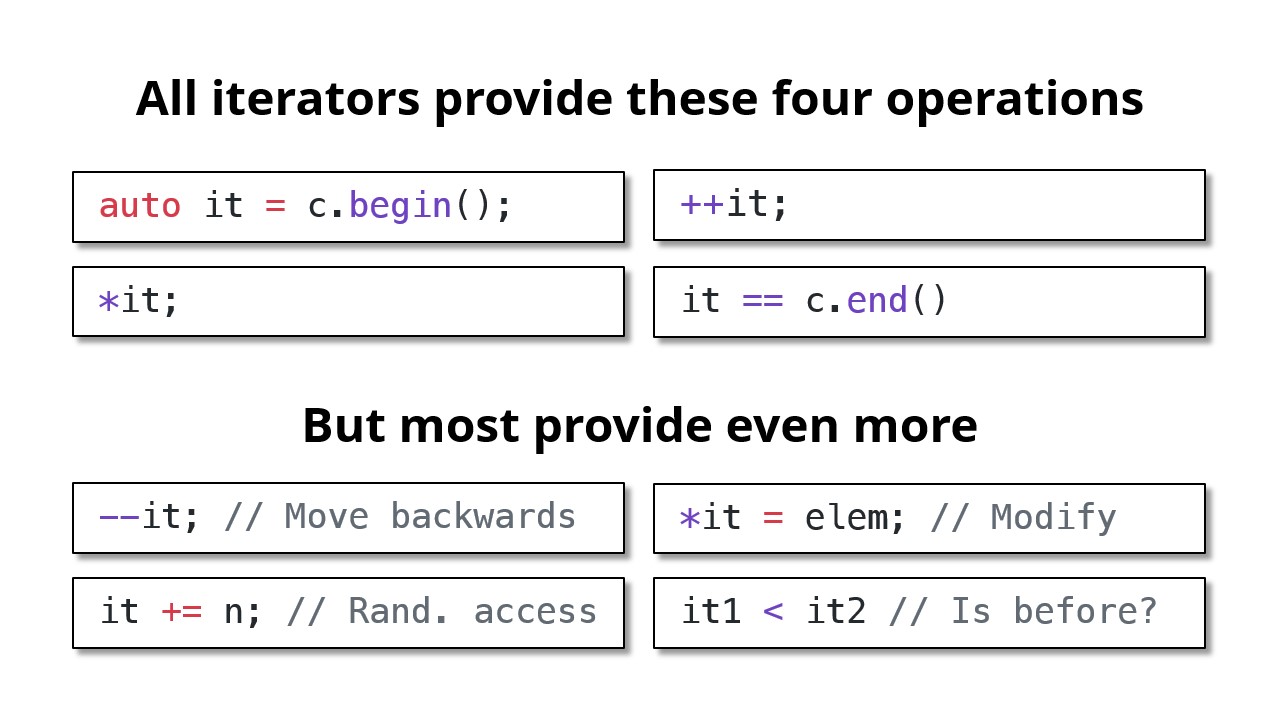 All iterators provide these four operations
auto it = c.begin();
++it;
*it;
it == c.end()
But most provide even more
--it; // Move backwards
*it = elem; // Modify
it += n; // Rand. access
it1 < it2 // Is before?